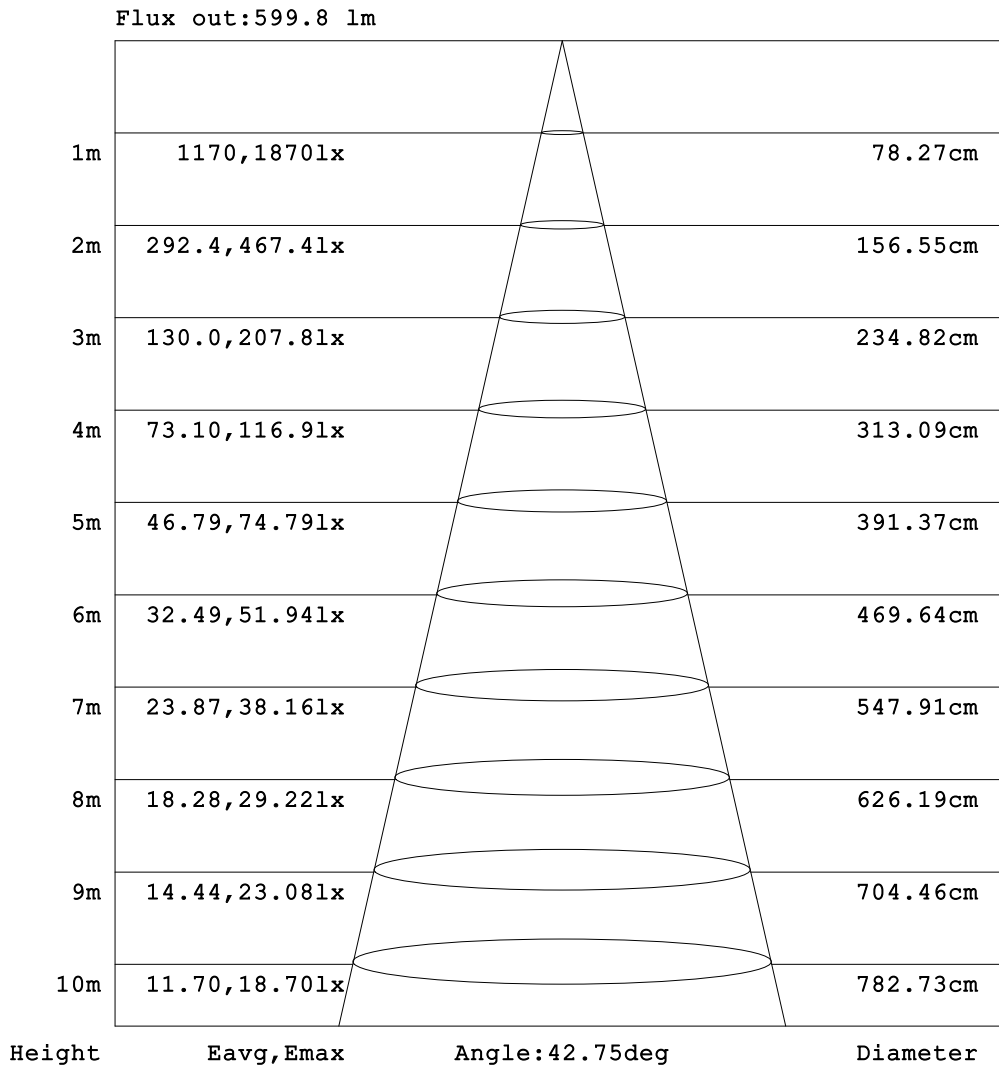 Flux out:599.8 lm
1m 1170,1870lx 78.27cm
2m 292.4,467.4lx 156.55cm
3m 130.0,207.8lx 234.82cm
4m 73.10,116.9lx 313.09cm
5m 46.79,74.79lx 391.37cm
6m 32.49,51.94lx 469.64cm
7m 23.87,38.16lx 547.91cm
8m 18.28,29.22lx 626.19cm
9m 14.44,23.08lx 704.46cm
10m 11.70,18.70lx 782.73cm
Height Eavg,Emax Angle:42.75deg Diameter